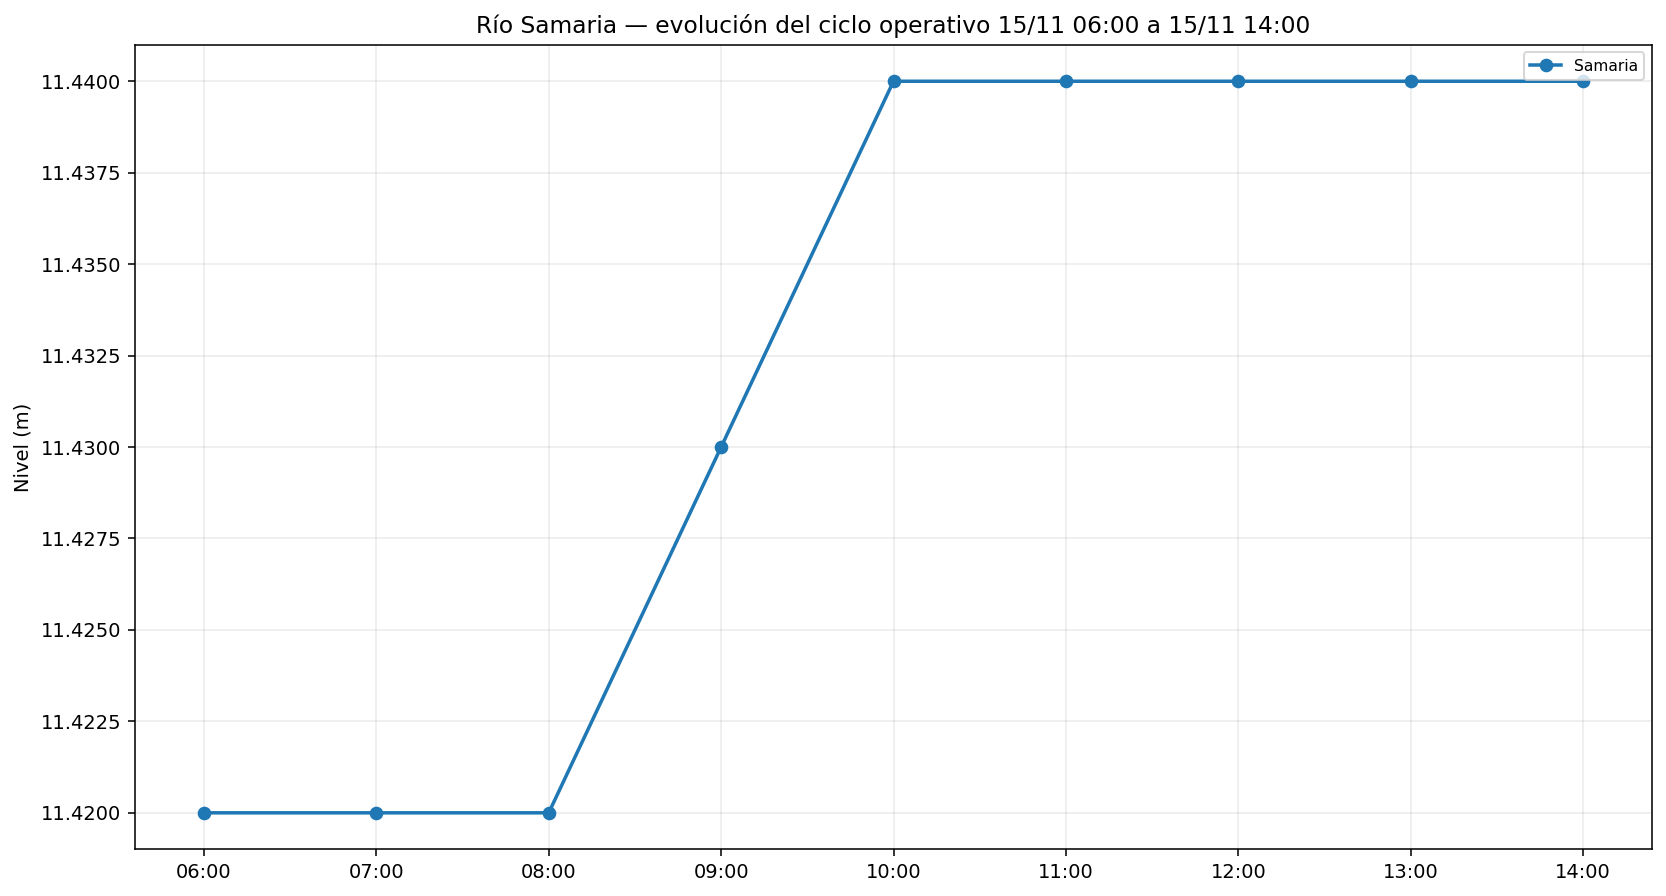 Río Samaria — evolución del ciclo operativo 15/11 06:00 a 15/11 14:00
Samaria
Nivel (m)
11.4400
11.4375
11.4350
11.4325
11.4300
11.4275
11.4250
11.4225
11.4200
06:00 07:00 08:00 09:00 10:00 11:00 12:00 13:00 14:00